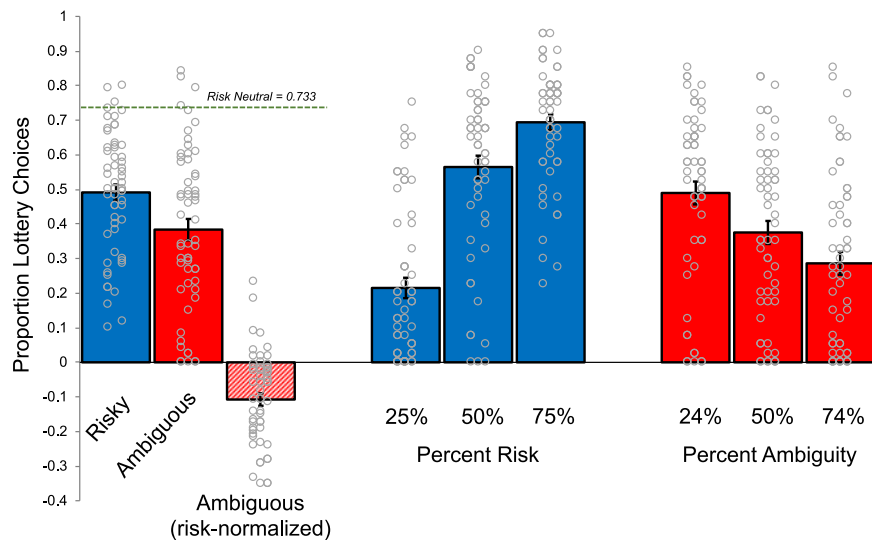 Proportion Lottery Choices
1
0.9
0.8
0.7
0.6
0.5
0.4
0.3
0.2
0.1
0
-0.1
-0.2
-0.3
-0.4
Risk Neutral = 0.733
Risky
Ambiguous
Ambiguous
(risk-normalized)
25% 50% 75%
Percent Risk
24% 50% 74%
Percent Ambiguity